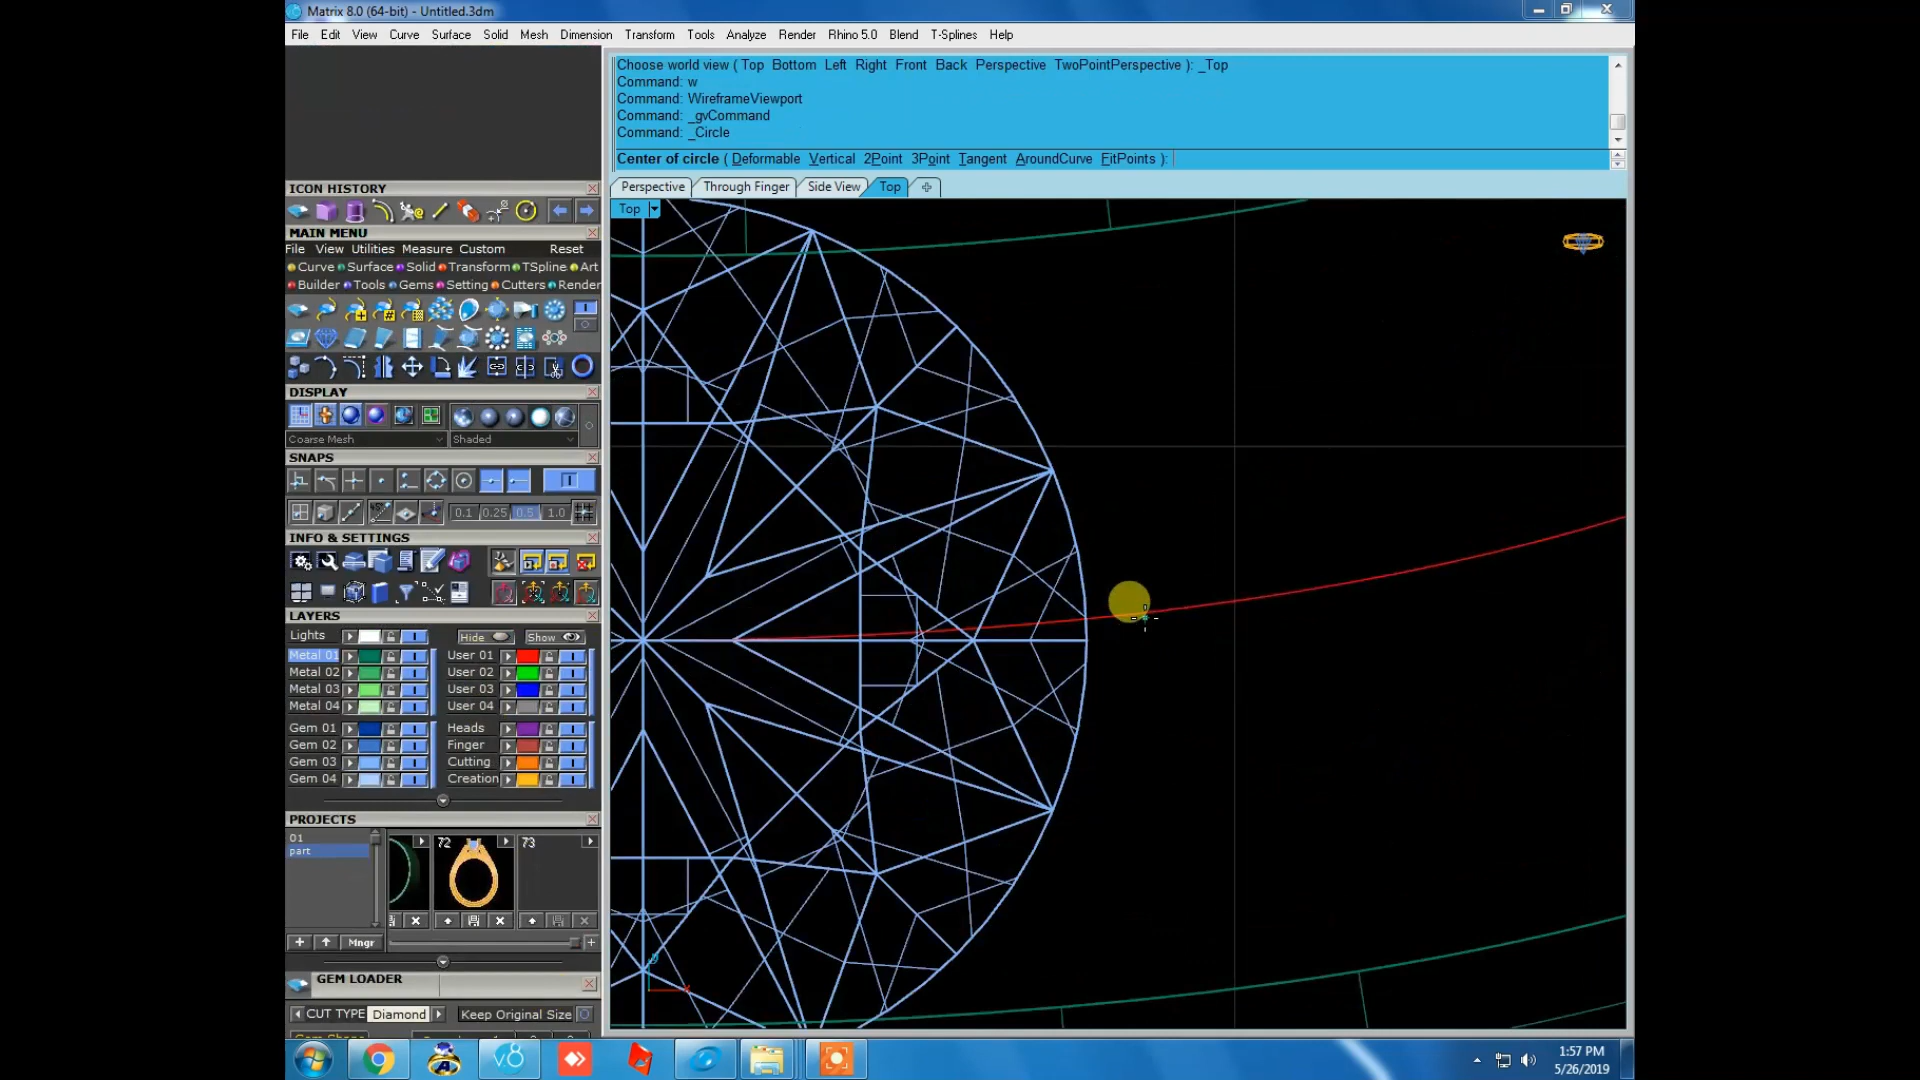 Matrix 8.0 (64-bit) - Untitled.3dm
File Edit View Curve Surface Solid Mesh Dimension Transform Tools Analyze Render Rhino 5.0 Blend T-Splines Help
Choose world view ( Top Bottom Left Right Front Back Perspective TwoPointPerspective ): _Top
Command: w
Command: WireframeViewport
Command: _gvCommand
Command: _Circle
Center of circle ( Deformable Vertical 2Point 3Point Tangent AroundCurve FitPoints ):
Perspective Through Finger Side View Top
Top
ICON HISTORY
MAIN MENU
File View Utilities Measure Custom Reset
Curve Surface Solid Transform TSpline Art
Builder Tools Gems Setting Cutters Render
DISPLAY
Coarse Mesh Shaded
SNAPS
0.1 0.25 0.5 1.0
INFO & SETTINGS
LAYERS
Lights Hide Show
Metal 01 User 01
Metal 02 User 02
Metal 03 User 03
Metal 04 User 04
Gem 01 Heads
Gem 02 Finger
Gem 03 Cutting
Gem 04 Creation
PROJECTS
01
part
72 73
Mngr
GEM LOADER
CUT TYPE Diamond Keep Original Size
1:57 PM
5/26/2019